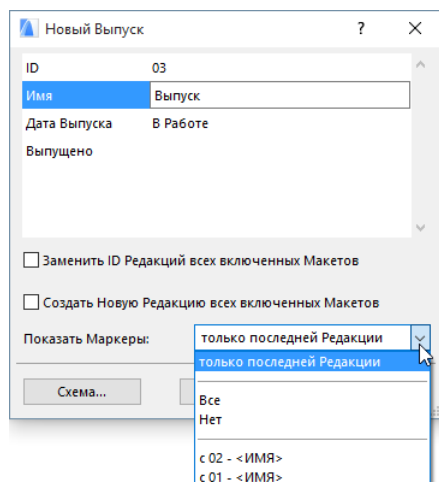 Новый Выпуск
ID 03
Имя Выпуск
Дата Выпуска В Работе
Выпущено
Заменить ID Редакций всех включенных Макетов
Создать Новую Редакцию всех включенных Макетов
Показать Маркеры: только последней Редакции
только последней Редакции
Схема...
Все
Нет
с 02 - <ИМЯ>
с 01 - <ИМЯ>